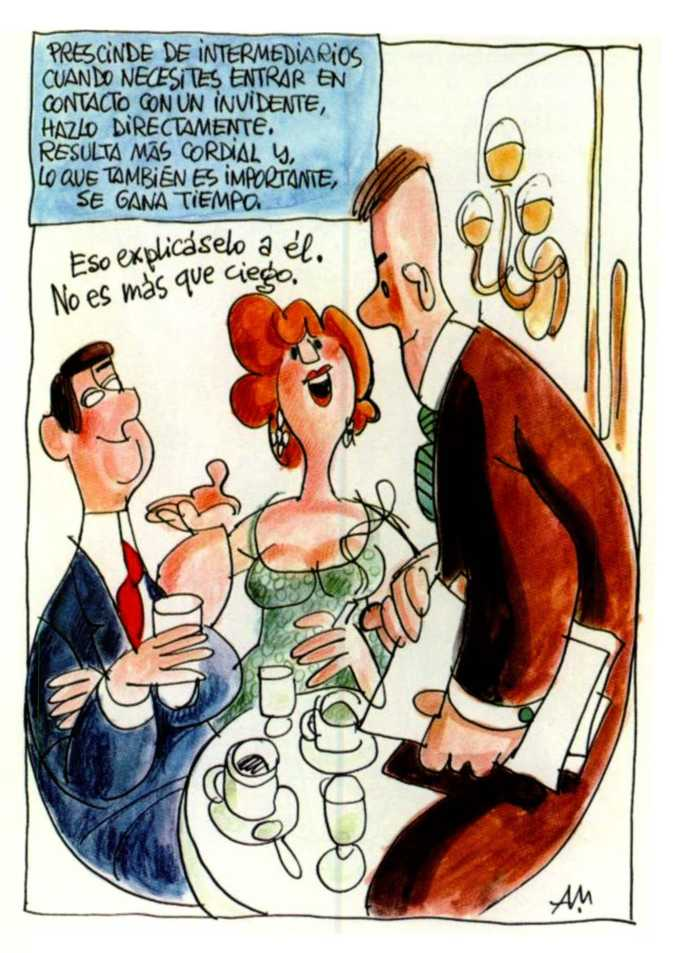 PRESCINDE DE INTERMEDIARIOS
CUANDO NECESITES ENTRAR EN
CONTACTO CON UN INVIDENTE,
HAZLO DIRECTAMENTE.
RESULTA MÁS CORDIAL Y,
LO QUE TAMBIÉN ES IMPORTANTE,
SE GANA TIEMPO.
Eso explicáselo a él.
No es más que ciego.
AM